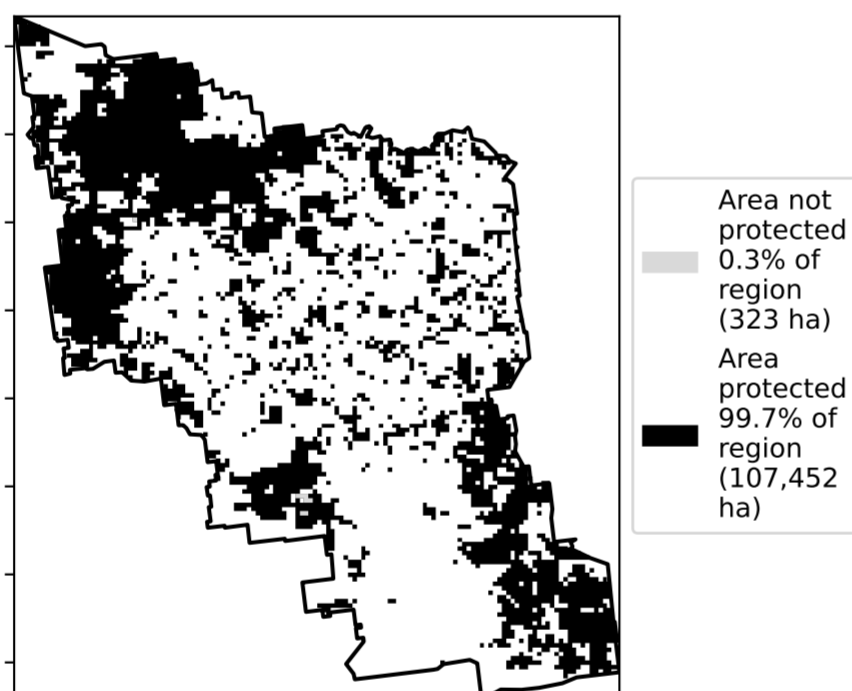 Area not
protected
0.3% of
region
(323 ha)
Area
protected
99.7% of
region
(107,452
ha)